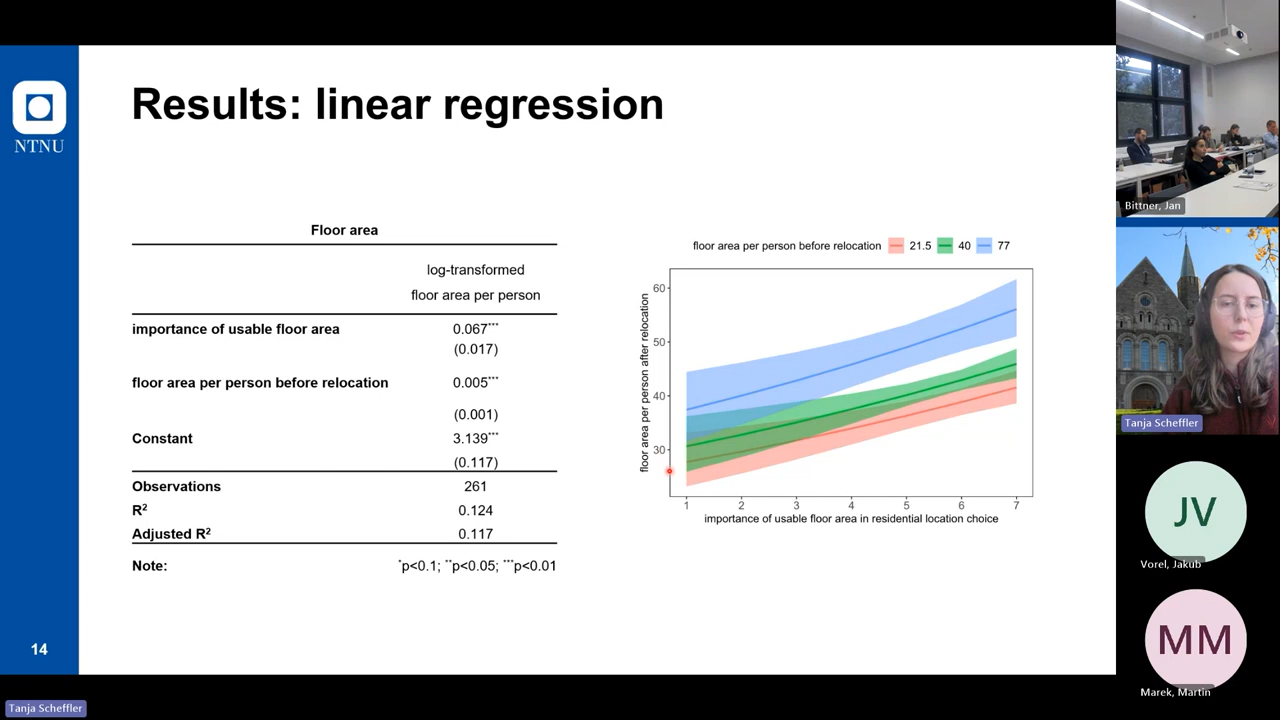 NTNU
Results: linear regression
Floor area
log-transformed
floor area per person
importance of usable floor area 0.067***
(0.017)
floor area per person before relocation 0.005***
(0.001)
Constant 3.139***
(0.117)
Observations 261
R² 0.124
Adjusted R² 0.117
Note: *p<0.1; **p<0.05; ***p<0.01
floor area per person before relocation 21.5 40 77
floor area per person after relocation
60
50
40
30
1 2 3 4 5 6 7
importance of usable floor area in residential location choice
14
Tanja Scheffler
Bittner, Jan
Tanja Scheffler
JV
Vorel, Jakub
MM
Marek, Martin